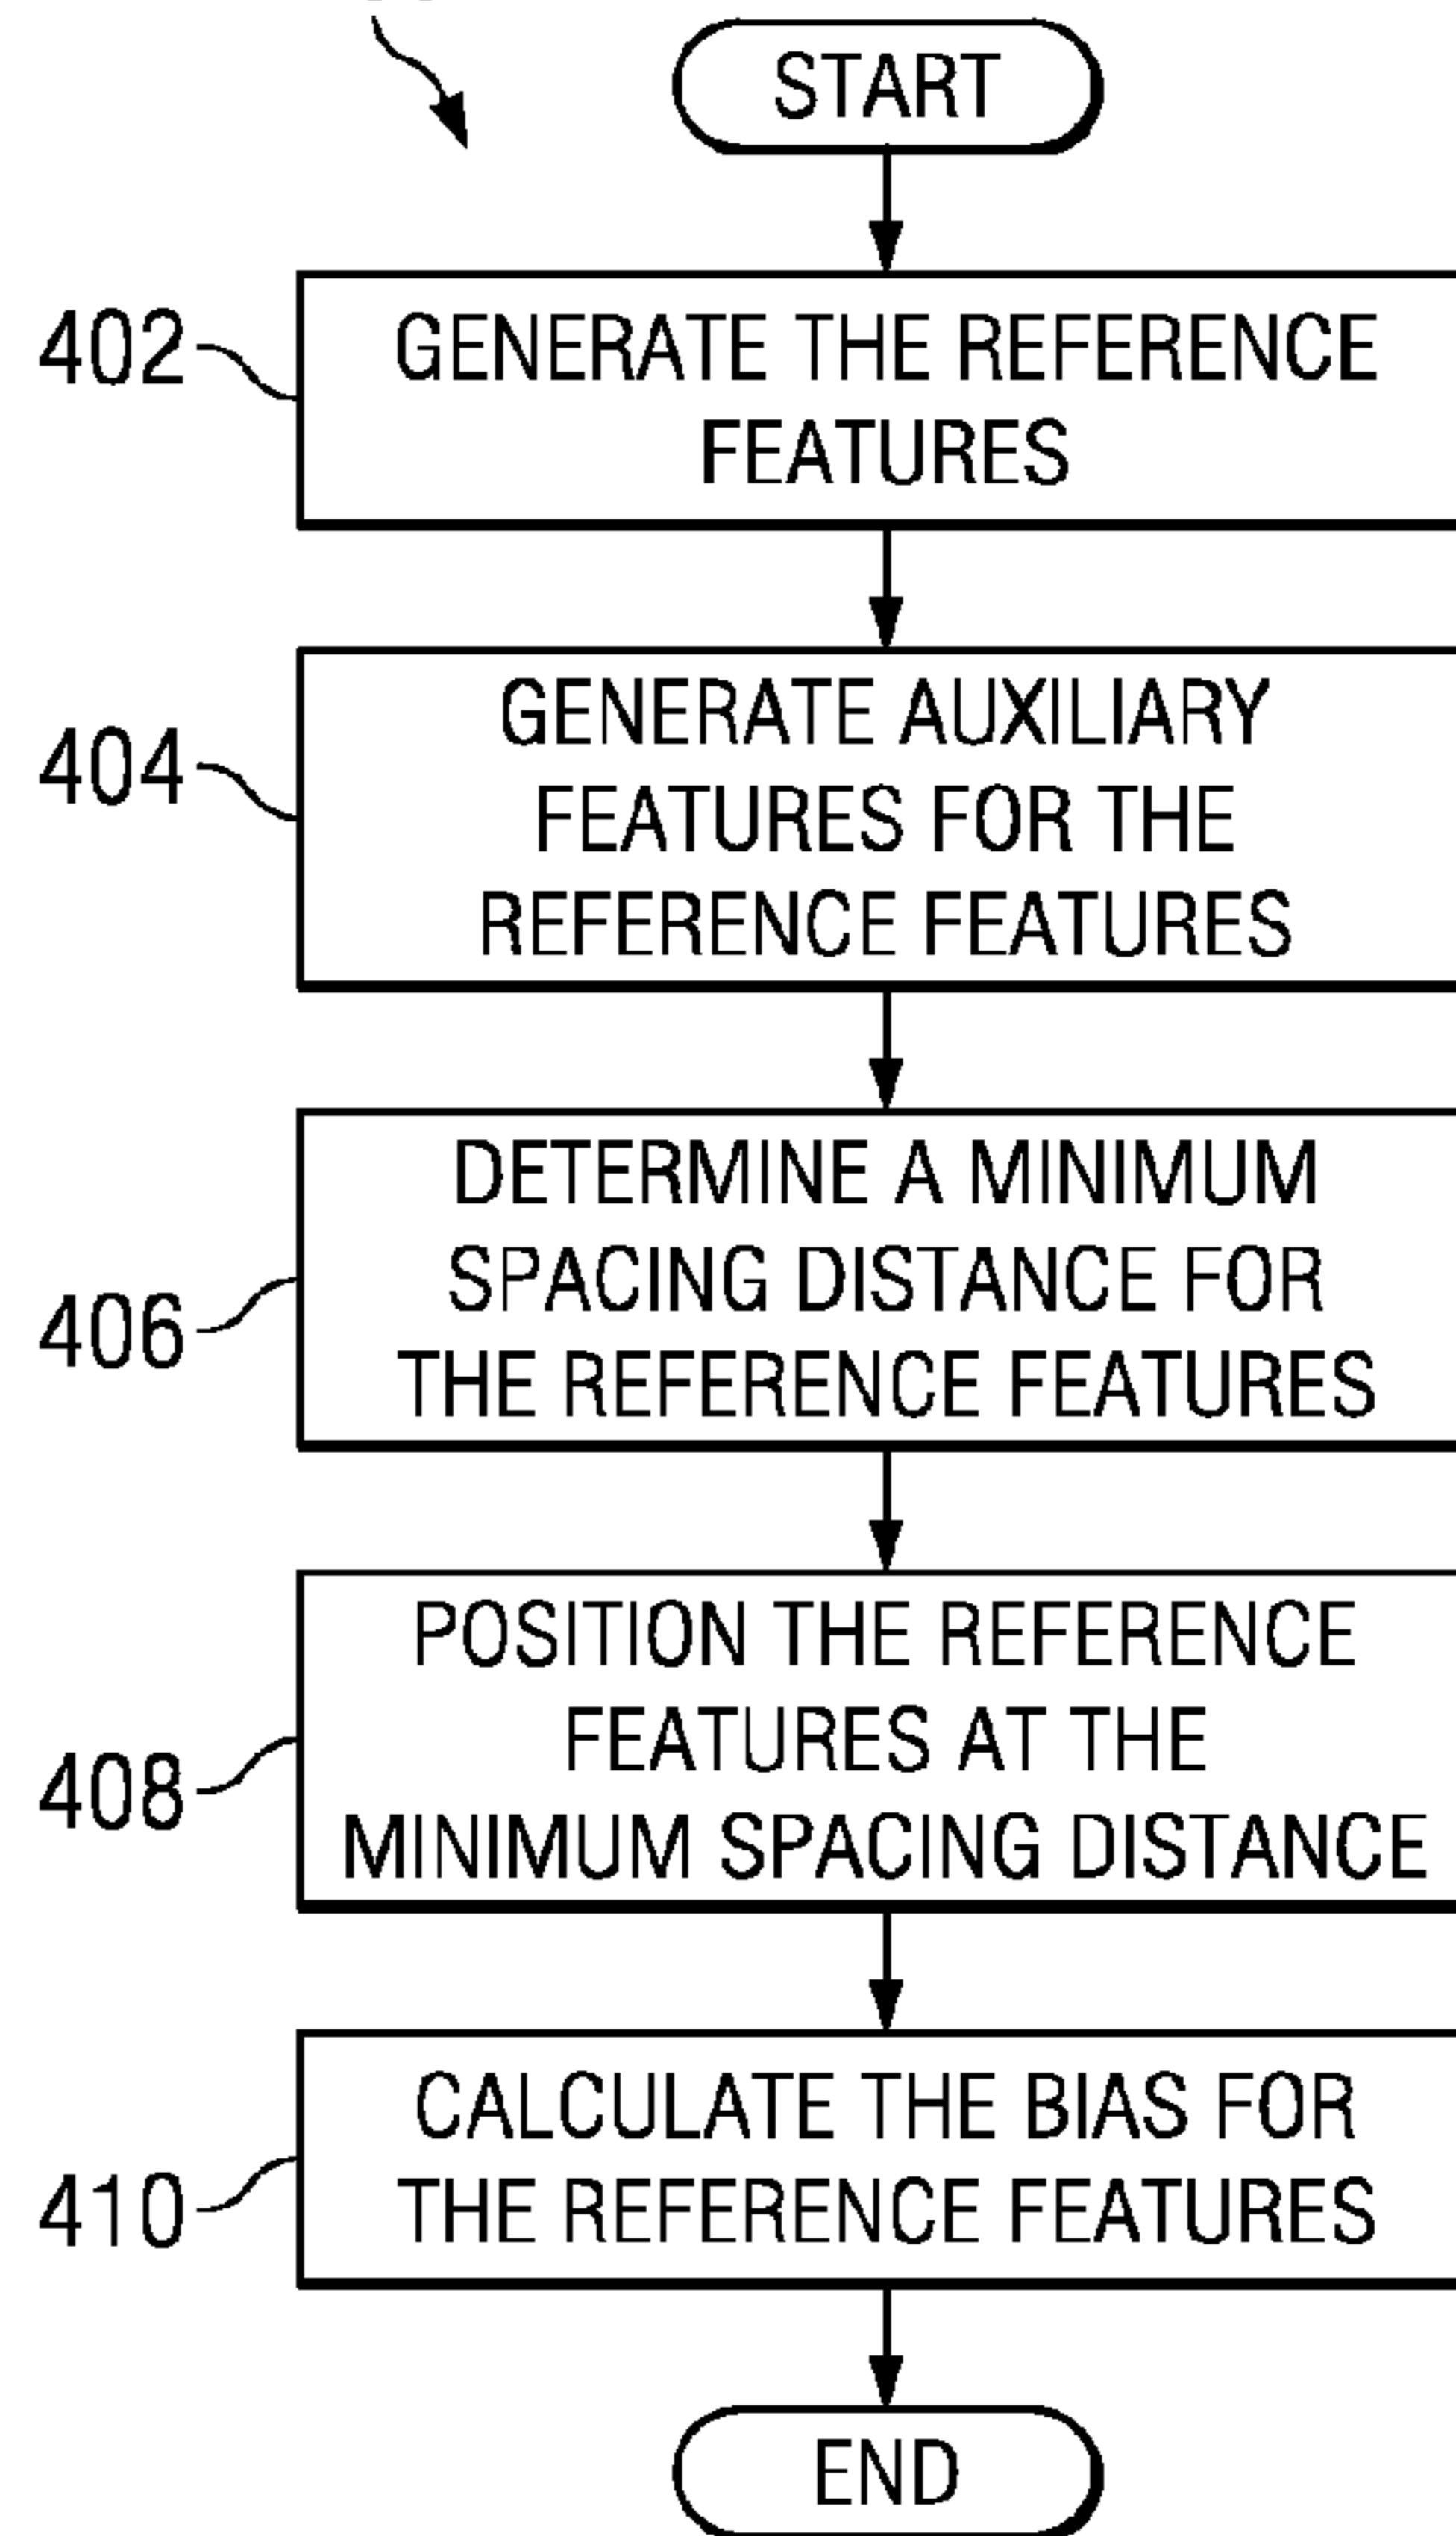 START
402
GENERATE THE REFERENCE
FEATURES
404
GENERATE AUXILIARY
FEATURES FOR THE
REFERENCE FEATURES
406
DETERMINE A MINIMUM
SPACING DISTANCE FOR
THE REFERENCE FEATURES
408
POSITION THE REFERENCE
FEATURES AT THE
MINIMUM SPACING DISTANCE
410
CALCULATE THE BIAS FOR
THE REFERENCE FEATURES
END